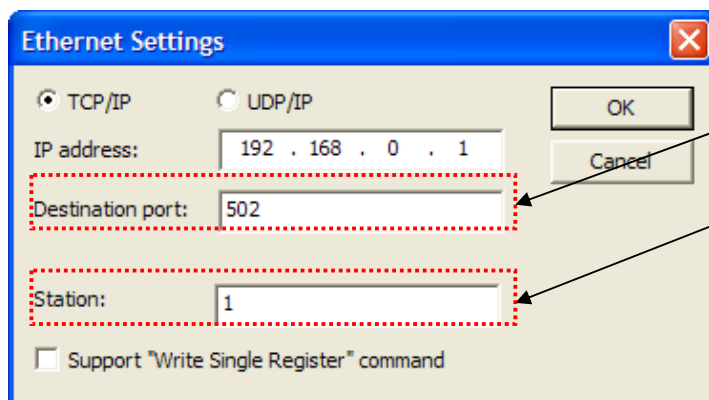 Ethernet Settings
TCP/IP UDP/IP OK
IP address: 192 . 168 . 0 . 1 Cancel
Destination port: 502
Station: 1
Support "Write Single Register" command